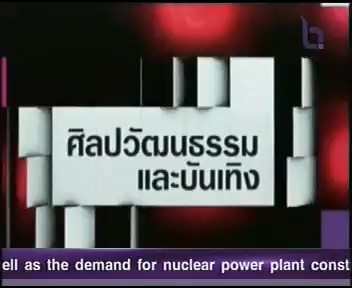 ศิลปวัฒนธรรม
และบันเทิง
ell as the demand for nuclear power plant const